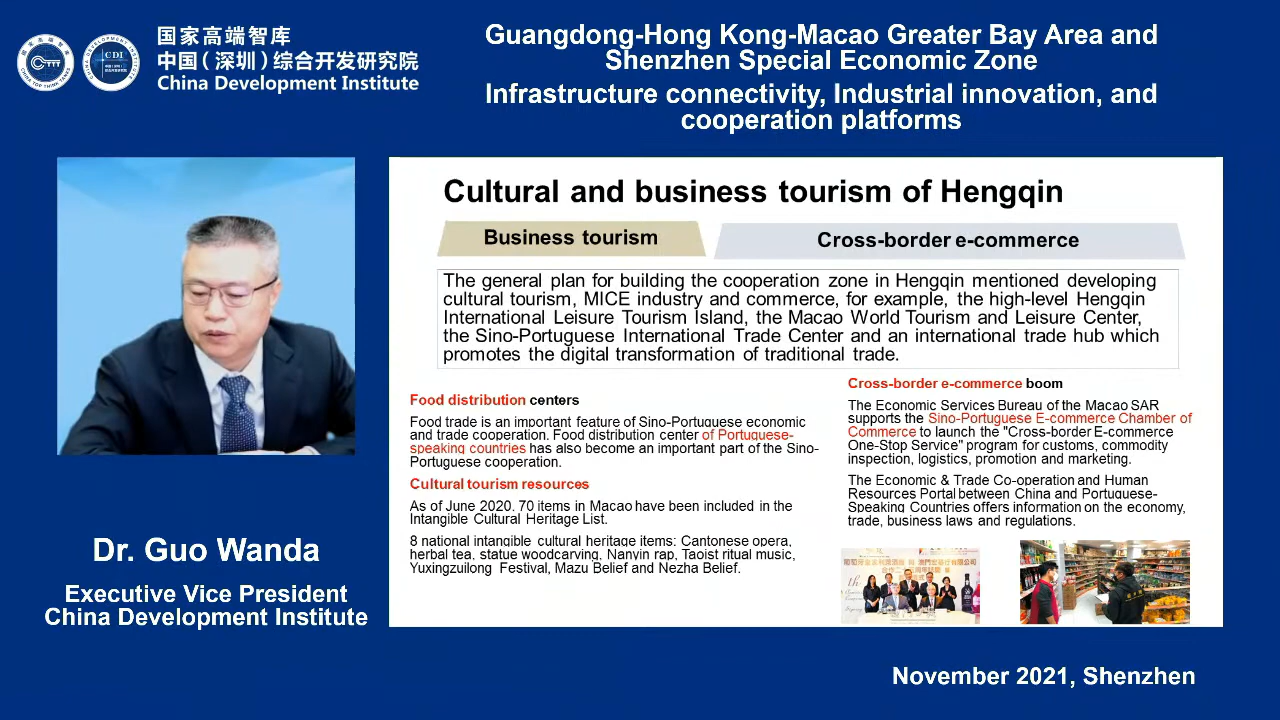 国家高端智库
中国（深圳）综合开发研究院
China Development Institute
CDI
Guangdong-Hong Kong-Macao Greater Bay Area and
Shenzhen Special Economic Zone
Infrastructure connectivity, Industrial innovation, and
cooperation platforms
Cultural and business tourism of Hengqin
Business tourism
Cross-border e-commerce
The general plan for building the cooperation zone in Hengqin mentioned developing
cultural tourism, MICE industry and commerce, for example, the high-level Hengqin
International Leisure Tourism Island, the Macao World Tourism and Leisure Center,
the Sino-Portuguese International Trade Center and an international trade hub which
promotes the digital transformation of traditional trade.
Food distribution centers
Food trade is an important feature of Sino-Portuguese economic
and trade cooperation. Food distribution center of Portuguese-
speaking countries has also become an important part of the Sino-
Portuguese cooperation.
Cultural tourism resources
As of June 2020. 70 items in Macao have been included in the
Intangible Cultural Heritage List.
8 national intangible cultural heritage items: Cantonese opera,
herbal tea, statue woodcarving, Nanyin rap, Taoist ritual music,
Yuxingzuilong Festival, Mazu Belief and Nezha Belief.
Cross-border e-commerce boom
The Economic Services Bureau of the Macao SAR
supports the Sino-Portuguese E-commerce Chamber of
Commerce to launch the "Cross-border E-commerce
One-Stop Service" program for customs, commodity
inspection, logistics, promotion and marketing.
The Economic & Trade Co-operation and Human
Resources Portal between China and Portuguese-
Speaking Countries offers information on the economy,
trade, business laws and regulations.
Dr. Guo Wanda
Executive Vice President
China Development Institute
November 2021, Shenzhen